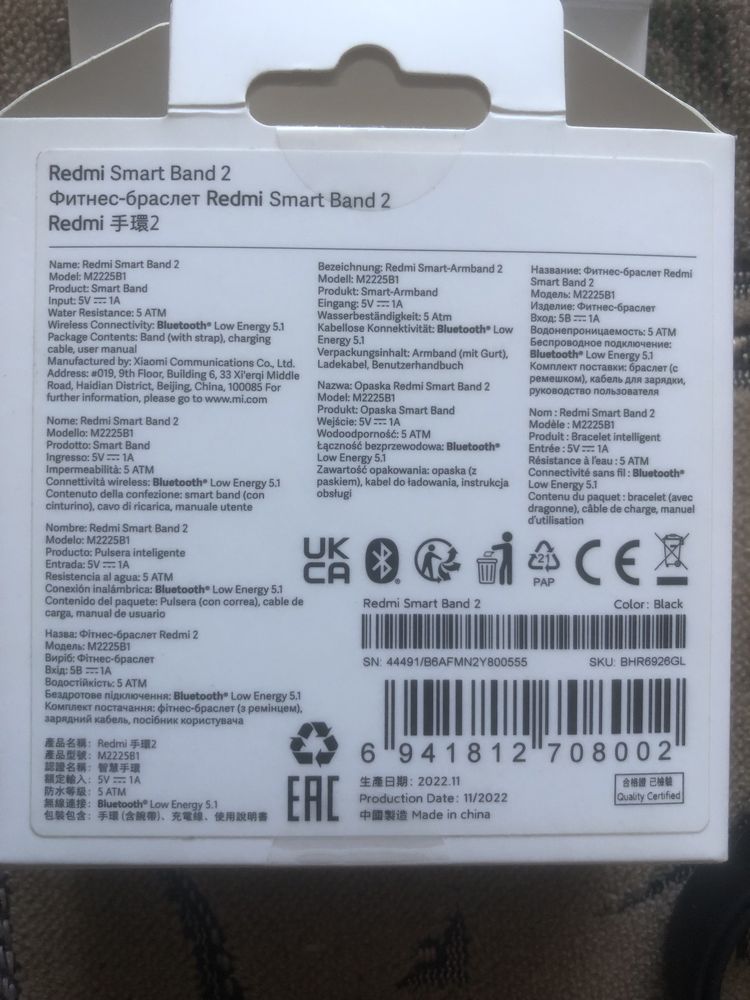 Redmi Smart Band 2
Фитнес-браслет Redmi Smart Band 2
Redmi 手環2
Name: Redmi Smart Band 2
Model: M2225B1
Product: Smart Band
Input: 5V⎓1A
Water Resistance: 5 ATM
Wireless Connectivity: Bluetooth® Low Energy 5.1
Package Contents: Band (with strap), charging
cable, user manual
Manufactured by: Xiaomi Communications Co., Ltd.
Address: #019, 9th Floor, Building 6, 33 Xi'erqi Middle
Road, Haidian District, Beijing, China, 100085 For
further information, please go to www.mi.com
Nome: Redmi Smart Band 2
Modello: M2225B1
Prodotto: Smart Band
Ingresso: 5V⎓1A
Impermeabilità: 5 ATM
Connettività wireless: Bluetooth® Low Energy 5.1
Contenuto della confezione: smart band (con
cinturino), cavo di ricarica, manuale utente
Nombre: Redmi Smart Band 2
Modelo: M2225B1
Producto: Pulsera inteligente
Entrada: 5V⎓1A
Resistencia al agua: 5 ATM
Conexión inalámbrica: Bluetooth® Low Energy 5.1
Contenido del paquete: Pulsera (con correa), cable de
carga, manual de usuario
Назва: Фітнес-браслет Redmi 2
Модель: M2225B1
Виріб: Фітнес-браслет
Вхід: 5В⎓1А
Водостійкість: 5 ATM
Бездротове підключення: Bluetooth® Low Energy 5.1
Комплект постачання: фітнес-браслет (з ремінцем),
зарядний кабель, посібник користувача
產品名稱: Redmi 手環2
產品型號: M2225B1
認證名稱: 智慧手環
額定輸入: 5V⎓1A
防水等級: 5 ATM
無線連接: Bluetooth® Low Energy 5.1
包裝包含: 手環 (含腕帶)、充電線、使用說明書
Bezeichnung: Redmi Smart-Armband 2
Modell: M2225B1
Produkt: Smart-Armband
Eingang: 5V⎓1A
Wasserbeständigkeit: 5 Atm
Kabellose Konnektivität: Bluetooth® Low
Energy 5.1
Verpackungsinhalt: Armband (mit Gurt),
Ladekabel, Benutzerhandbuch
Nazwa: Opaska Redmi Smart Band 2
Model: M2225B1
Produkt: Opaska Smart Band
Wejście: 5V⎓1A
Wodoodporność: 5 ATM
Łączność bezprzewodowa: Bluetooth®
Low Energy 5.1
Zawartość opakowania: opaska (z
paskiem), kabel do ładowania, instrukcja
obsługi
Название: Фитнес-браслет Redmi
Smart Band 2
Модель: M2225B1
Изделие: Фитнес-браслет
Вход: 5В⎓1А
Водонепроницаемость: 5 ATM
Беспроводное подключение:
Bluetooth® Low Energy 5.1
Комплект поставки: браслет (с
ремешком), кабель для зарядки,
руководство пользователя
Nom : Redmi Smart Band 2
Modèle : M2225B1
Produit : Bracelet intelligent
Entrée : 5V⎓1A
Résistance à l'eau : 5 ATM
Connectivité sans fil : Bluetooth®
Low Energy 5.1
Contenu du paquet : bracelet (avec
dragonne), câble de charge, manuel
d'utilisation
UK
CA
21
PAP
CE
Redmi Smart Band 2 Color: Black
SN: 44491/B6AFMN2Y800555 SKU: BHR6926GL
6 941812 708002
EAC
生產日期: 2022.11
Production Date: 11/2022
中國製造 Made in china
合格證 已檢驗
Quality Certified